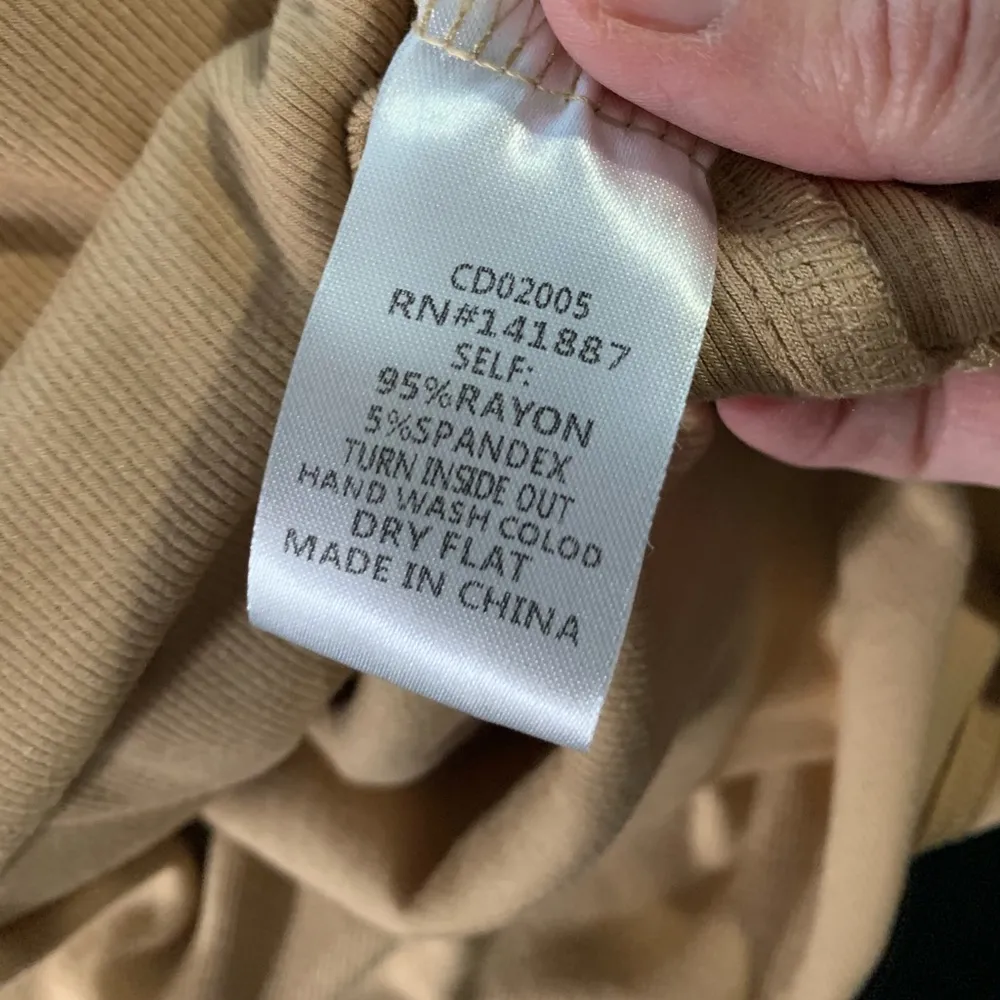 CD02005
RN#141887
SELF:
95%RAYON
5%SPANDEX
TURN INSIDE OUT
HAND WASH COLOD
DRY FLAT
MADE IN CHINA